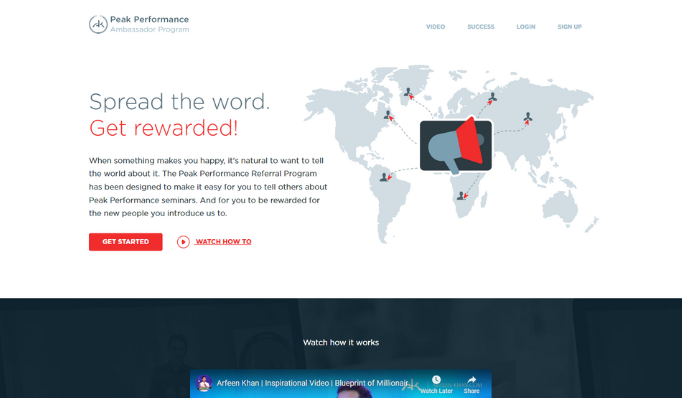 Peak Performance
Ambassador Program
VIDEO SUCCESS LOGIN SIGN UP
Spread the word.
Get rewarded!
When something makes you happy, it's natural to want to tell
the world about it. The Peak Performance Referral Program
has been designed to make it easy for you to tell others about
Peak Performance seminars. And for you to be rewarded for
the new people you introduce us to.
GET STARTED WATCH HOW TO
Watch how it works
Arfeen Khan | Inspirational Video | Blueprint of Millionair...
Watch Later Share